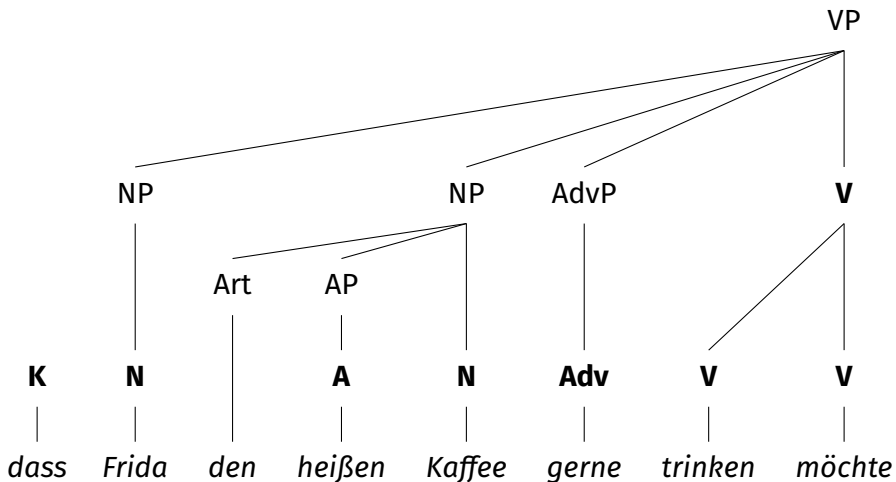 VP
NP NP AdvP V
Art AP
K N A N Adv V V
dass Frida den heißen Kaffee gerne trinken möchte